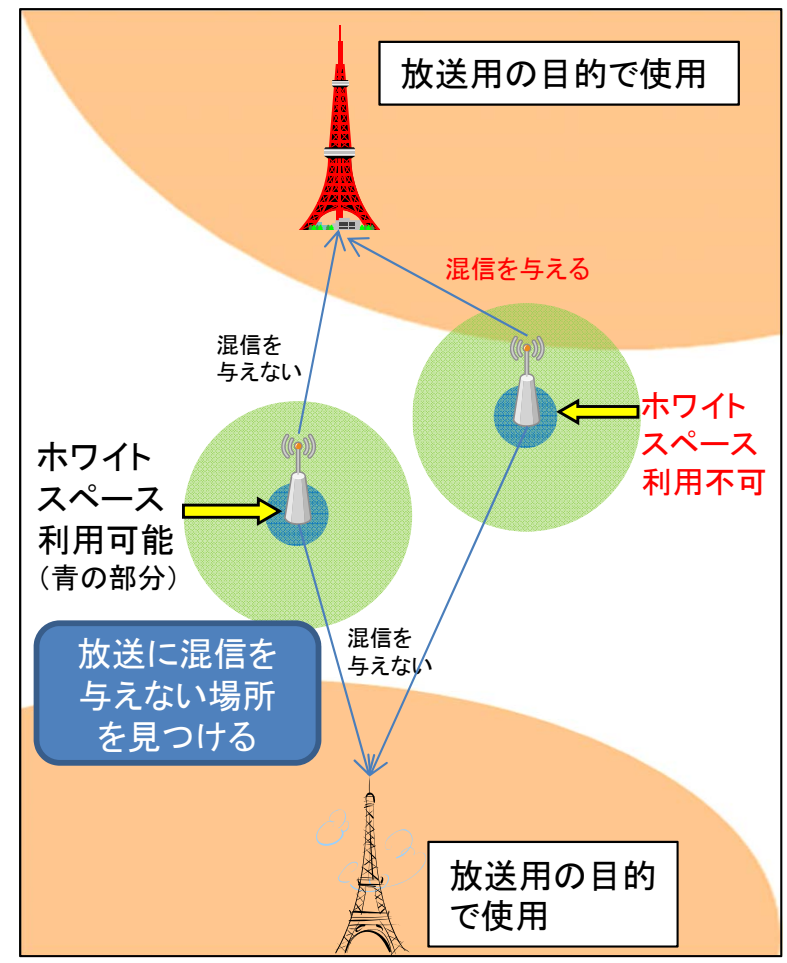 放送用の目的で使用
混信を与える
混信を
与えない
ホワイト
スペース
利用不可
ホワイト
スペース
利用可能
（青の部分）
混信を
与えない
放送に混信を
与えない場所
を見つける
放送用の目的
で使用